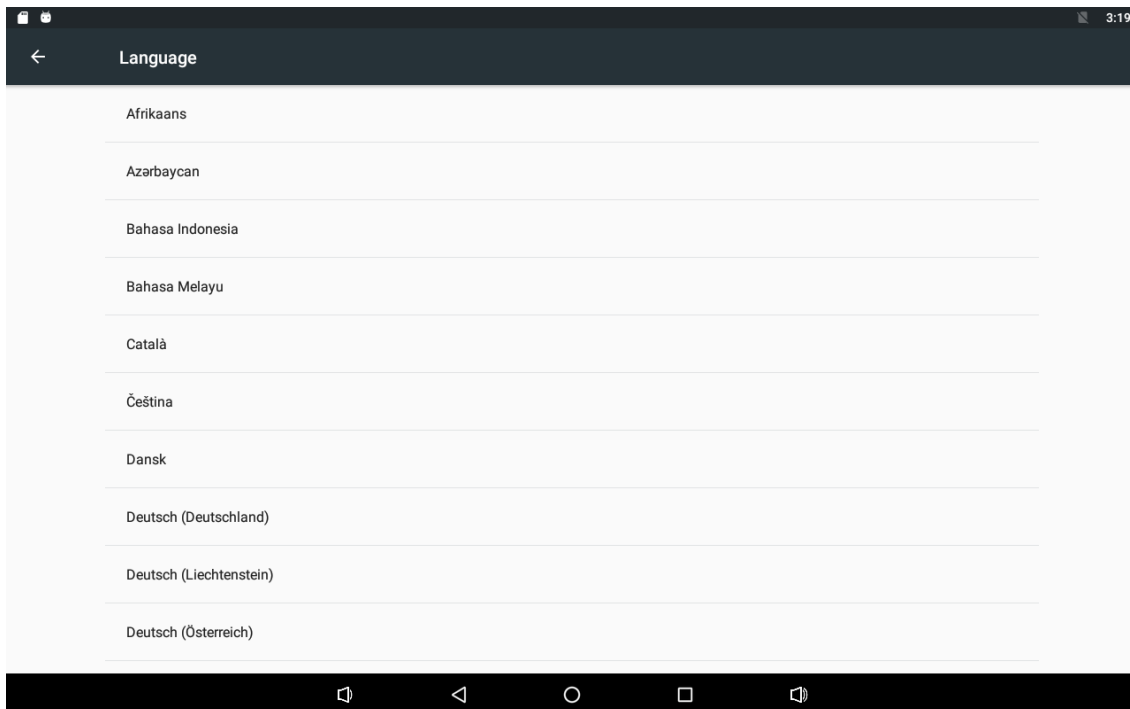 3:19
Language
Afrikaans
Azərbaycan
Bahasa Indonesia
Bahasa Melayu
Català
Čeština
Dansk
Deutsch (Deutschland)
Deutsch (Liechtenstein)
Deutsch (Österreich)